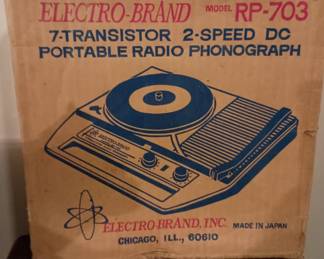 ELECTRO-BRAND MODEL RP-703
7-TRANSISTOR 2-SPEED DC
PORTABLE RADIO PHONOGRAPH
ELECTRO-BRAND, INC. MADE IN JAPAN
CHICAGO, ILL., 60610